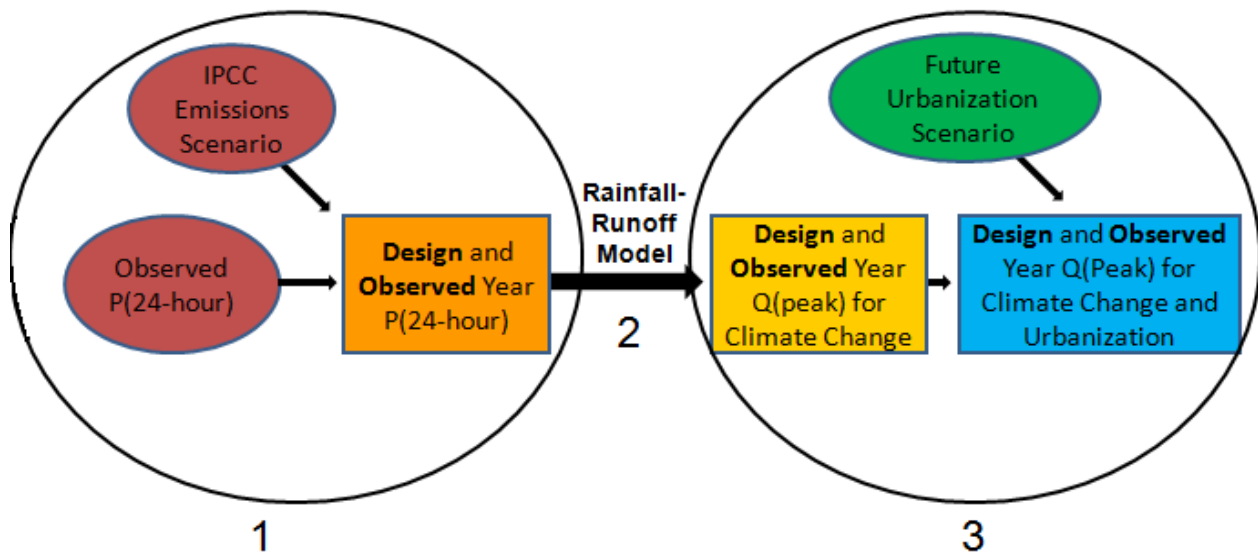 IPCC
Emissions
Scenario
Observed
P(24-hour)
Design and
Observed Year
P(24-hour)
1
Rainfall-
Runoff
Model
2
Future
Urbanization
Scenario
Design and
Observed Year
Q(peak) for
Climate Change
Design and Observed
Year Q(Peak) for
Climate Change and
Urbanization
3